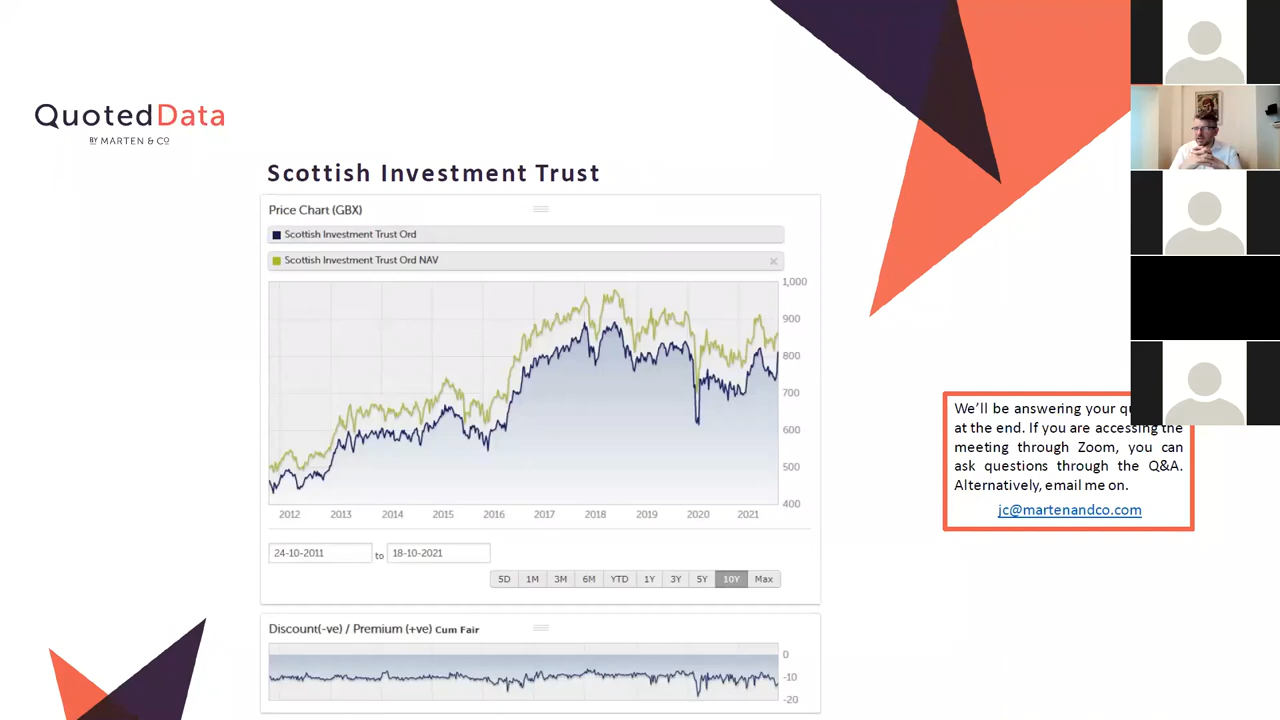 QuotedData
BY MARTEN & CO
Scottish Investment Trust
Price Chart (GBX)
Scottish Investment Trust Ord
Scottish Investment Trust Ord NAV
1,000
900
800
700
600
500
400
2012 2013 2014 2015 2016 2017 2018 2019 2020 2021
24-10-2011 to 18-10-2021
5D 1M 3M 6M YTD 1Y 3Y 5Y 10Y Max
Discount(-ve) / Premium (+ve) Cum Fair
0
-10
-20
We'll be answering your
at the end. If you are accessing the
meeting through Zoom, you can
ask questions through the Q&A.
Alternatively, email me on.
jc@martenandco.com